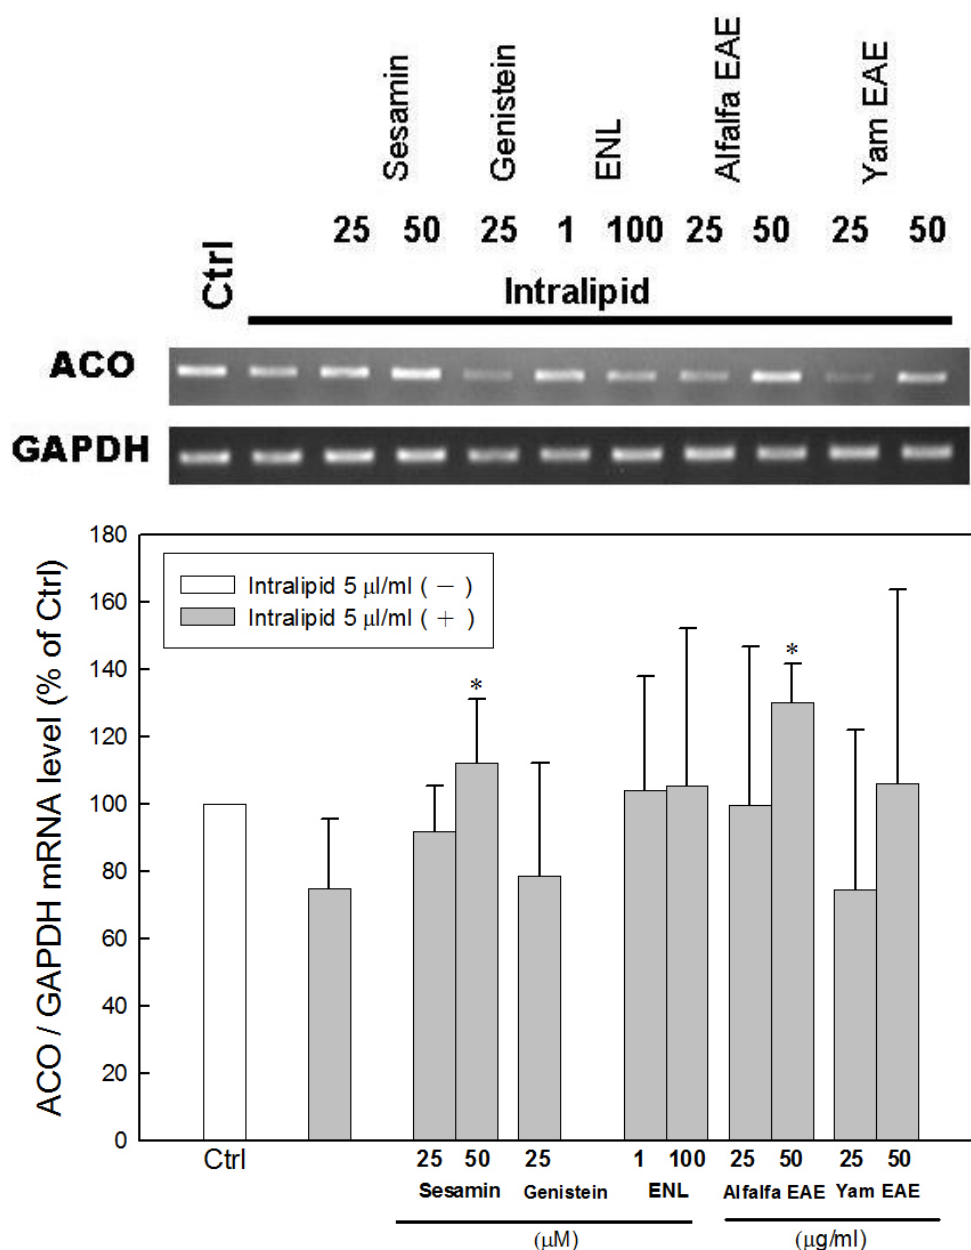 Sesamin
Genistein
ENL
Alfalfa EAE
Yam EAE
25 50 25 1 100 25 50 25 50
Ctrl
Intralipid
ACO
GAPDH
ACO / GAPDH mRNA level (% of Ctrl)
180
160
140
120
100
80
60
40
20
0
Intralipid 5 μl/ml ( − )
Intralipid 5 μl/ml ( + )
*
*
Ctrl
25 50 25 1 100 25 50 25 50
Sesamin Genistein ENL Alfalfa EAE Yam EAE
(μM) (μg/ml)